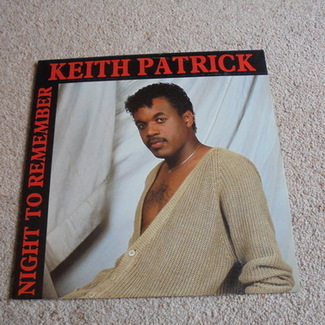 KEITH PATRICK
NIGHT TO REMEMBER